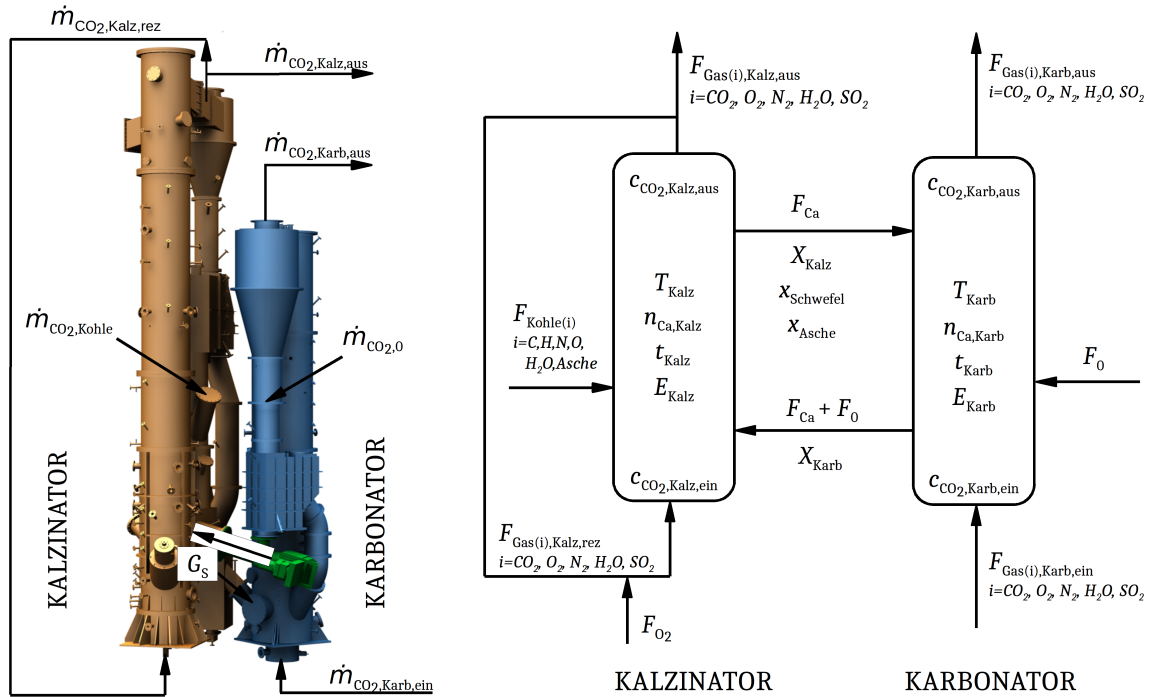 ṁCO2,Kalz,rez
ṁCO2,Kalz,aus
ṁCO2,Karb,aus
ṁCO2,Kohle
ṁCO2,0
KALZINATOR
KARBONATOR
GS
ṁCO2,Karb,ein
FGas(i),Kalz,aus
i=CO2, O2, N2, H2O, SO2
FGas(i),Karb,aus
i=CO2, O2, N2, H2O, SO2
cCO2,Kalz,aus
cCO2,Karb,aus
FCa
XKalz
xSchwefel
xAsche
TKalz
nCa,Kalz
tKalz
EKalz
TKarb
nCa,Karb
tKarb
EKarb
FKohle(i)
i=C,H,N,O,
H2O,Asche
F0
FCa + F0
XKarb
cCO2,Kalz,ein
cCO2,Karb,ein
FGas(i),Kalz,rez
i=CO2, O2, N2, H2O, SO2
FO2
FGas(i),Karb,ein
i=CO2, O2, N2, H2O, SO2
KALZINATOR
KARBONATOR